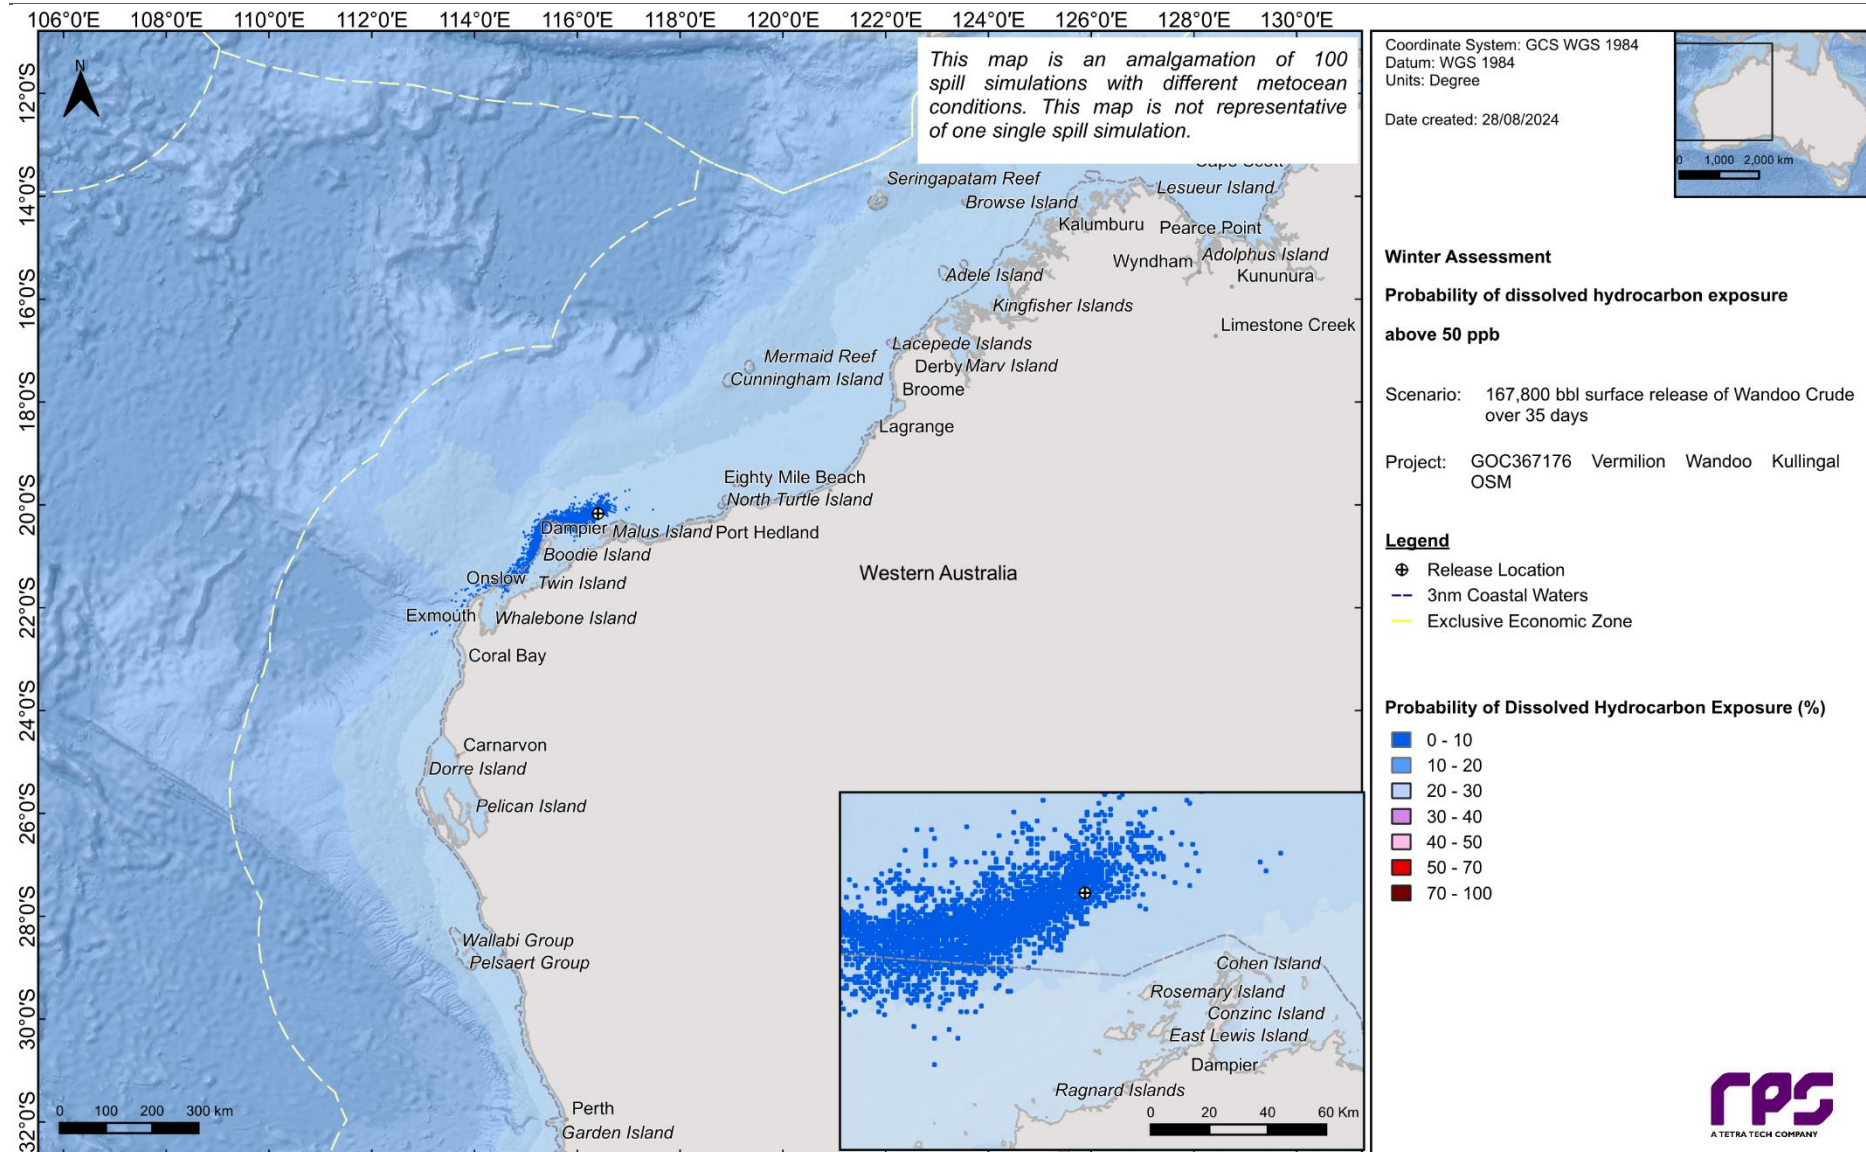 106°0'E 108°0'E 110°0'E 112°0'E 114°0'E 116°0'E 118°0'E 120°0'E 122°0'E 124°0'E 126°0'E 128°0'E 130°0'E
12°0'S
14°0'S
16°0'S
18°0'S
20°0'S
22°0'S
24°0'S
26°0'S
28°0'S
30°0'S
32°0'S
N
This map is an amalgamation of 100
spill simulations with different metocean
conditions. This map is not representative
of one single spill simulation.
Cape Scott
Seringapatam Reef
Lesueur Island
Browse Island
Kalumburu
Pearce Point
Adolphus Island
Wyndham
Kununura
Adele Island
Kingfisher Islands
Limestone Creek
Lacepede Islands
Mermaid Reef
Derby
Marv Island
Cunningham Island
Broome
Lagrange
Eighty Mile Beach
North Turtle Island
Dampier
Malus Island
Port Hedland
Boodie Island
Western Australia
Onslow
Twin Island
Exmouth
Whalebone Island
Coral Bay
Carnarvon
Dorre Island
Pelican Island
Wallabi Group
Pelsaert Group
Perth
Garden Island
0 100 200 300 km
Cohen Island
Rosemary Island
Conzinc Island
East Lewis Island
Dampier
Ragnard Islands
0 20 40 60 Km
Coordinate System: GCS WGS 1984
Datum: WGS 1984
Units: Degree
Date created: 28/08/2024
0 1,000 2,000 km
Winter Assessment
Probability of dissolved hydrocarbon exposure
above 50 ppb
Scenario: 167,800 bbl surface release of Wandoo Crude
over 35 days
Project: GOC367176 Vermilion Wandoo Kullingal
OSM
Legend
Release Location
3nm Coastal Waters
Exclusive Economic Zone
Probability of Dissolved Hydrocarbon Exposure (%)
0 - 10
10 - 20
20 - 30
30 - 40
40 - 50
50 - 70
70 - 100
rps
A TETRA TECH COMPANY